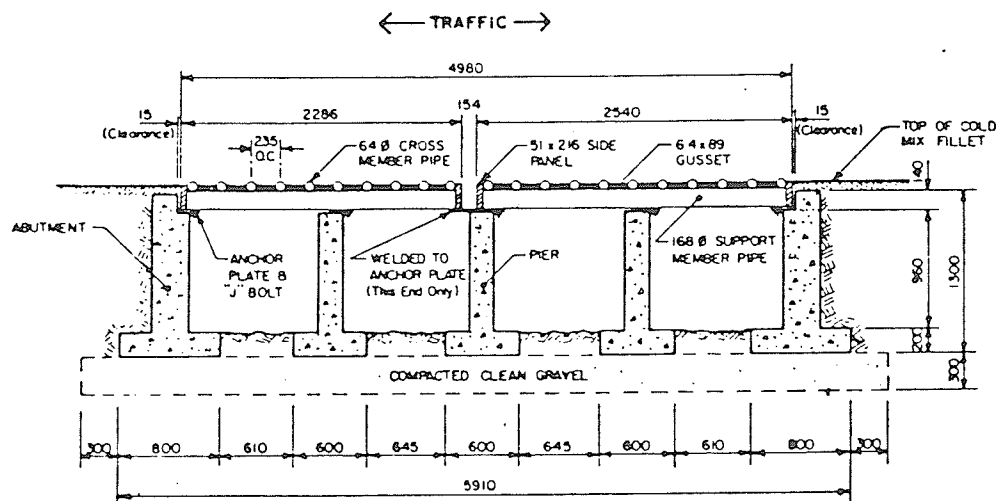 TRAFFIC
4980
15
(Clearance)
2286
154
2540
15
(Clearance)
235
O.C.
64 Ø CROSS
MEMBER PIPE
51 x 216 SIDE
PANEL
64 x 89
GUSSET
TOP OF COLD
MIX FILLET
ABUTMENT
ANCHOR
PLATE &
"J" BOLT
WELDED TO
ANCHOR PLATE
(This End Only)
PIER
168 Ø SUPPORT
MEMBER PIPE
40
960
1300
200
300
COMPACTED CLEAN GRAVEL
300
800
610
600
645
600
645
600
610
800
300
5910